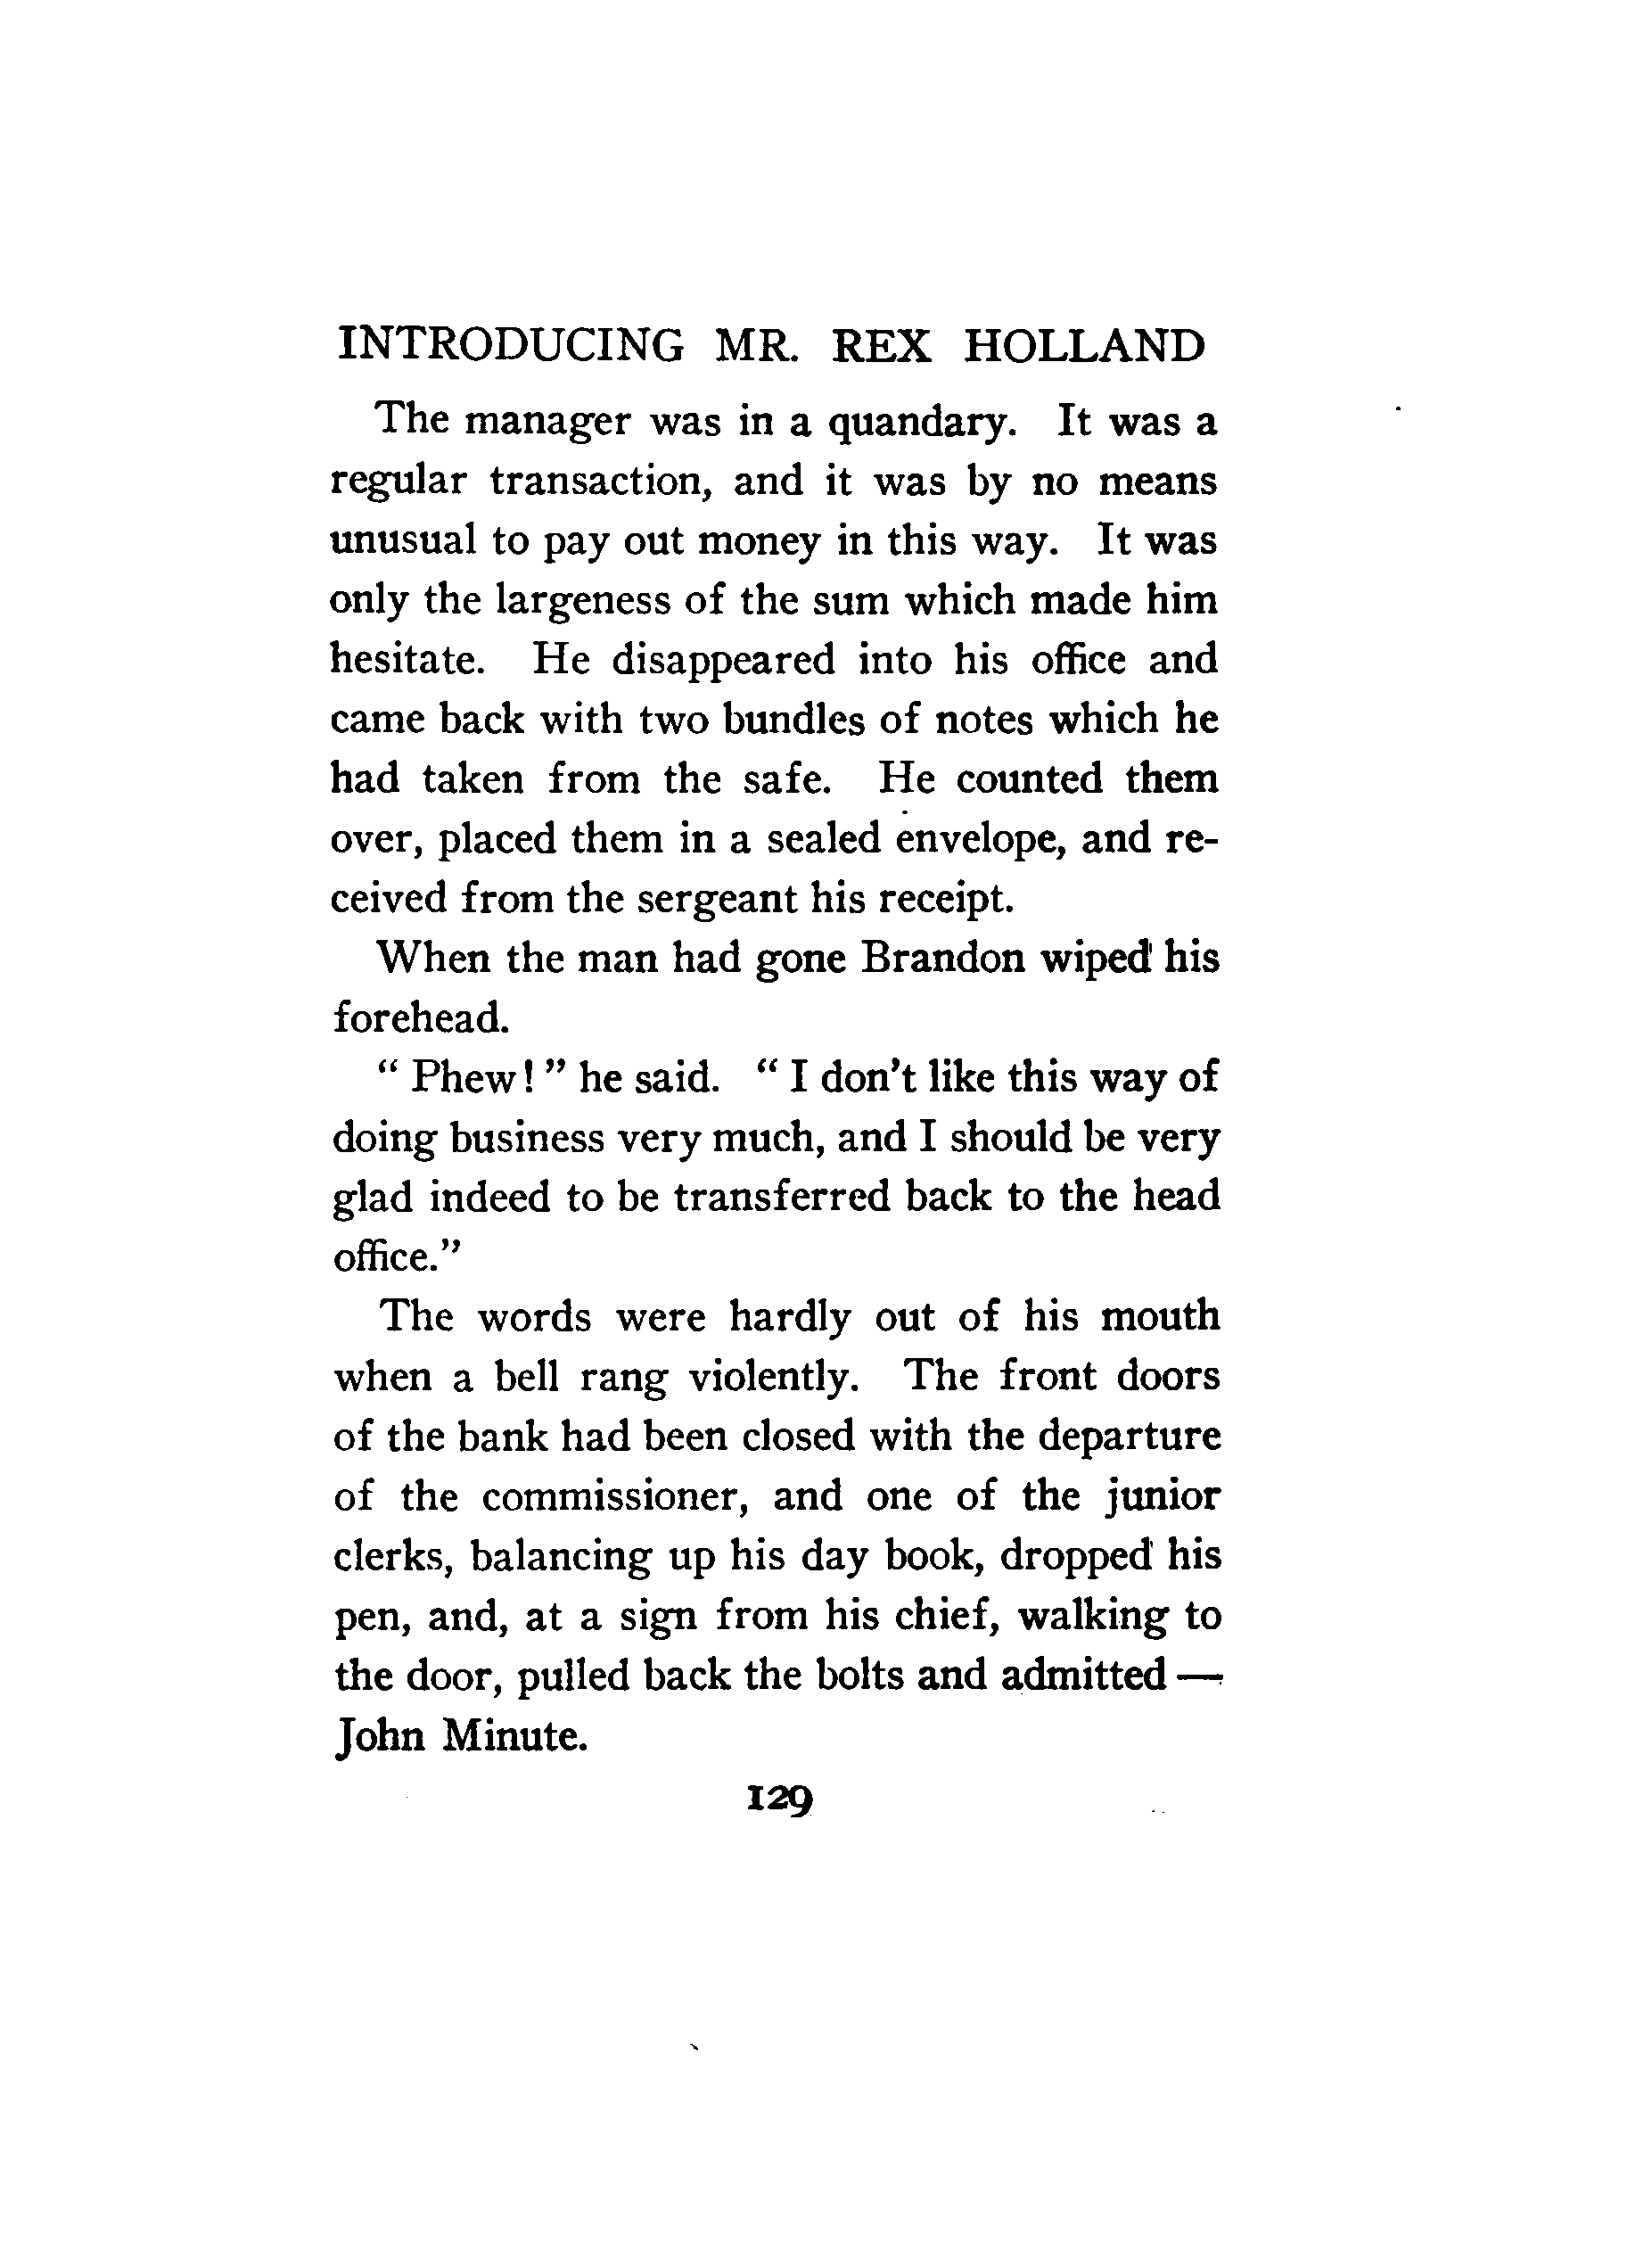 INTRODUCING MR. REX HOLLAND
The manager was in a quandary. It was a
regular transaction, and it was by no means
unusual to pay out money in this way. It was
only the largeness of the sum which made him
hesitate. He disappeared into his office and
came back with two bundles of notes which he
had taken from the safe. He counted them
over, placed them in a sealed envelope, and re-
ceived from the sergeant his receipt.
When the man had gone Brandon wiped his
forehead.
" Phew! " he said. " I don't like this way of
doing business very much, and I should be very
glad indeed to be transferred back to the head
office."
The words were hardly out of his mouth
when a bell rang violently. The front doors
of the bank had been closed with the departure
of the commissioner, and one of the junior
clerks, balancing up his day book, dropped his
pen, and, at a sign from his chief, walking to
the door, pulled back the bolts and admitted —
John Minute.
129